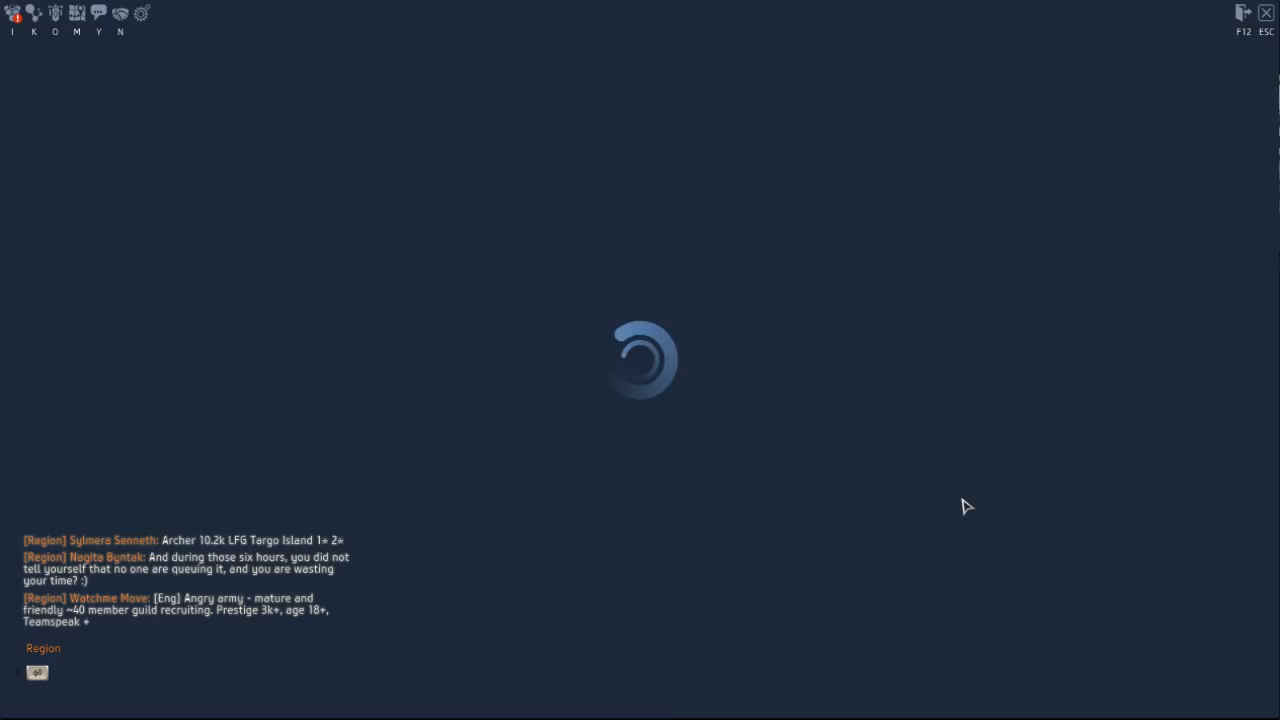 I K O M Y N F12 ESC
[Region] Sylmera Senneth: Archer 10.2k LFG Targo Island 1* 2*
[Region] Nagita Byntak: And during those six hours, you did not
tell yourself that no one are queuing it, and you are wasting
your time? :)
[Region] Watchme Move: [Eng] Angry army - mature and
friendly ~40 member guild recruiting. Prestige 3k+, age 18+,
Teamspeak +
Region